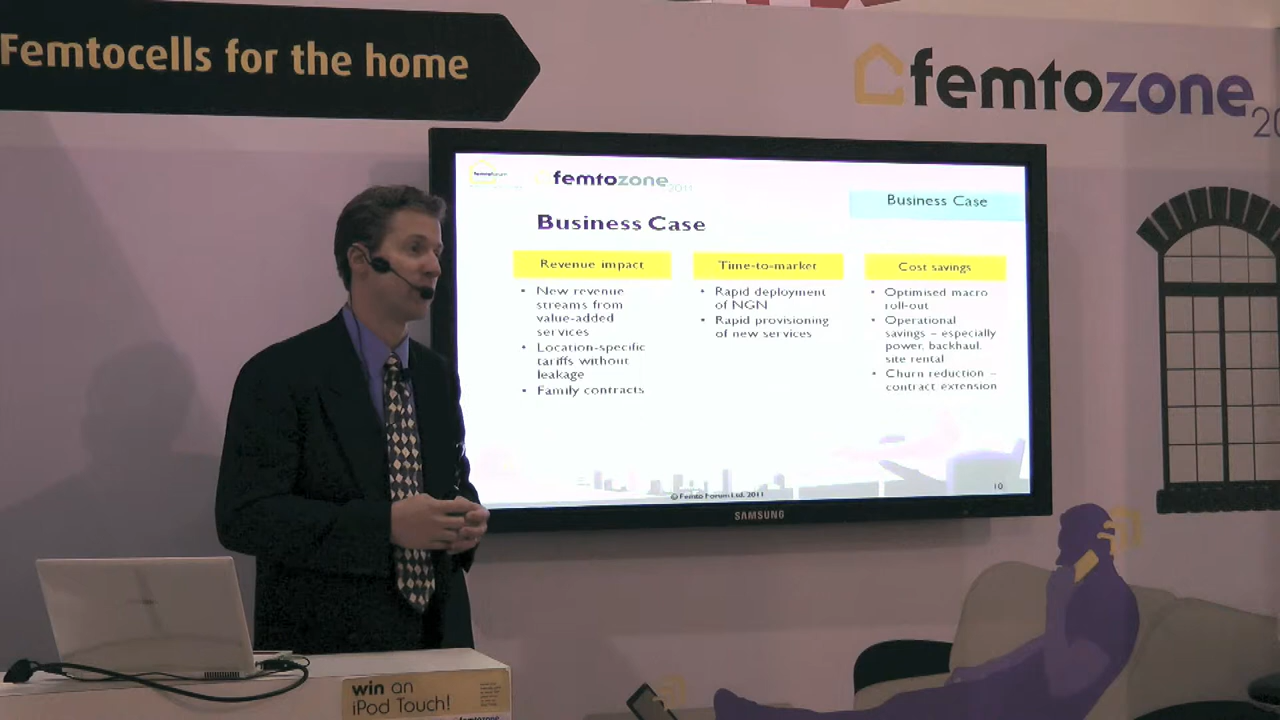 Femtocells for the home
femtozone
femtoforum
femtozone 2011
Business Case
Business Case
Revenue impact
• New revenue
streams from
value-added
services
• Location-specific
tariffs without
leakage
• Family contracts
Time-to-market
• Rapid deployment
of NGN
• Rapid provisioning
of new services
Cost savings
• Optimised macro
roll-out
• Operational
savings – especially
power, backhaul,
site rental
• Churn reduction –
contract extension
© Femto Forum Ltd. 2011
10
SAMSUNG
win an
iPod Touch!
femtozone